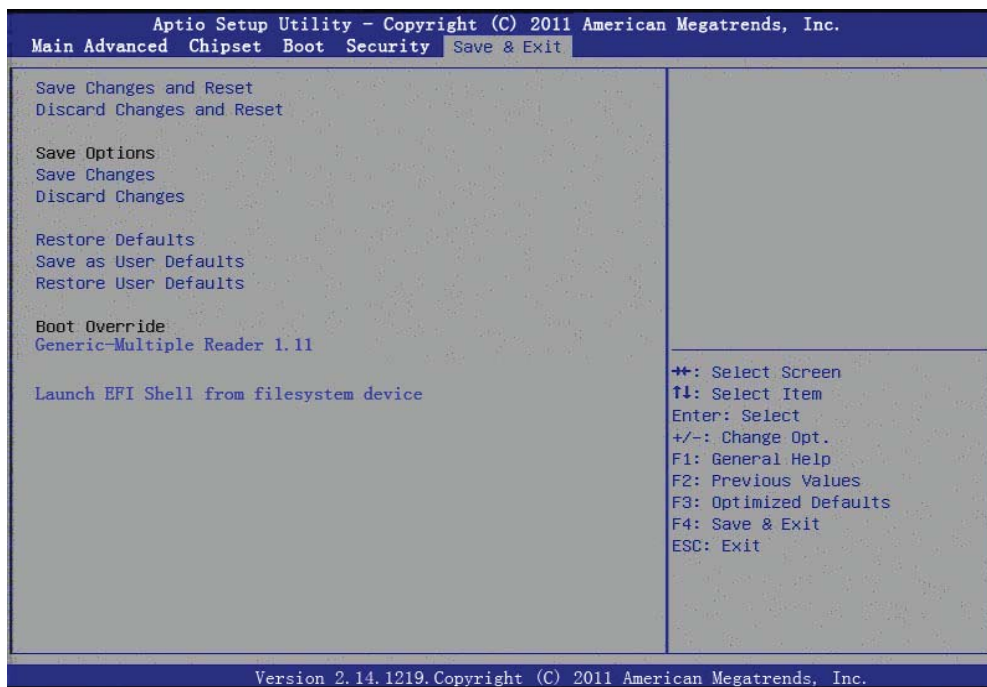 Aptio Setup Utility - Copyright (C) 2011 American Megatrends, Inc.
Main Advanced Chipset Boot Security Save & Exit
Save Changes and Reset
Discard Changes and Reset
Save Options
Save Changes
Discard Changes
Restore Defaults
Save as User Defaults
Restore User Defaults
Boot Override
Generic-Multiple Reader 1.11
Launch EFI Shell from filesystem device
→←: Select Screen
↑↓: Select Item
Enter: Select
+/-: Change Opt.
F1: General Help
F2: Previous Values
F3: Optimized Defaults
F4: Save & Exit
ESC: Exit
Version 2.14.1219.Copyright (C) 2011 American Megatrends, Inc.